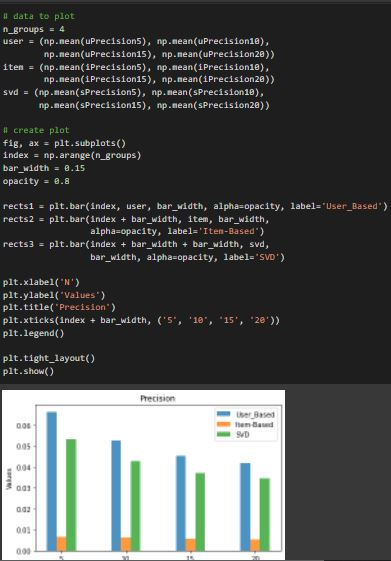 # data to plot
n_groups = 4
user = (np.mean(uPrecision5), np.mean(uPrecision10),
np.mean(uPrecision15), np.mean(uPrecision20))
item = (np.mean(iPrecision5), np.mean(iPrecision10),
np.mean(iPrecision15), np.mean(iPrecision20))
svd = (np.mean(sPrecision5), np.mean(sPrecision10),
np.mean(sPrecision15), np.mean(sPrecision20))
# create plot
fig, ax = plt.subplots()
index = np.arange(n_groups)
bar_width = 0.15
opacity = 0.8
rects1 = plt.bar(index, user, bar_width, alpha=opacity, label='User_Based')
rects2 = plt.bar(index + bar_width, item, bar_width,
alpha=opacity, label='Item-Based')
rects3 = plt.bar(index + bar_width + bar_width, svd,
bar_width, alpha=opacity, label='SVD')
plt.xlabel('N')
plt.ylabel('Values')
plt.title('Precision')
plt.xticks(index + bar_width, ('5', '10', '15', '20'))
plt.legend()
plt.tight_layout()
plt.show()
Precision
User_Based
Item-Based
SVD
0.06
0.05
0.04
0.03
0.02
0.01
0.00
Values
5
10
15
20